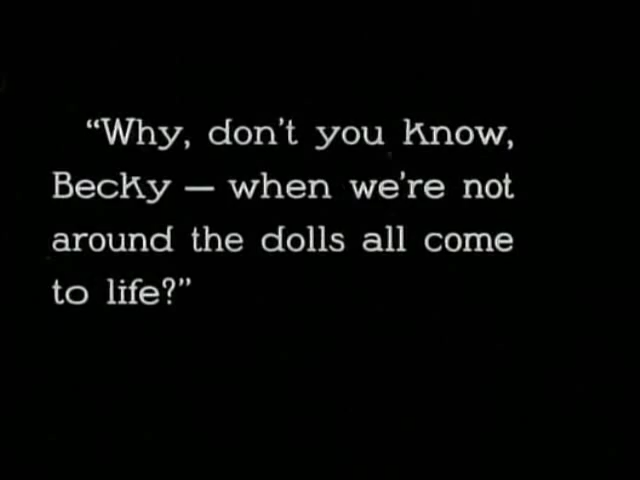 “Why, don't you know,
Becky — when we're not
around the dolls all come
to life?”